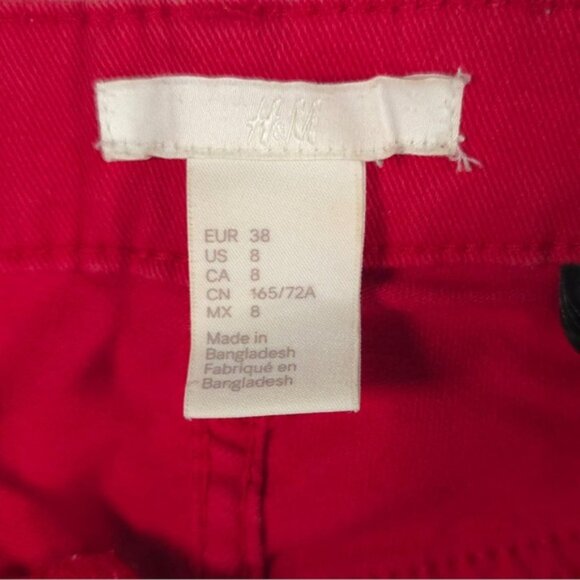 H&M
EUR 38
US 8
CA 8
CN 165/72A
MX 8
Made in
Bangladesh
Fabriqué en
Bangladesh